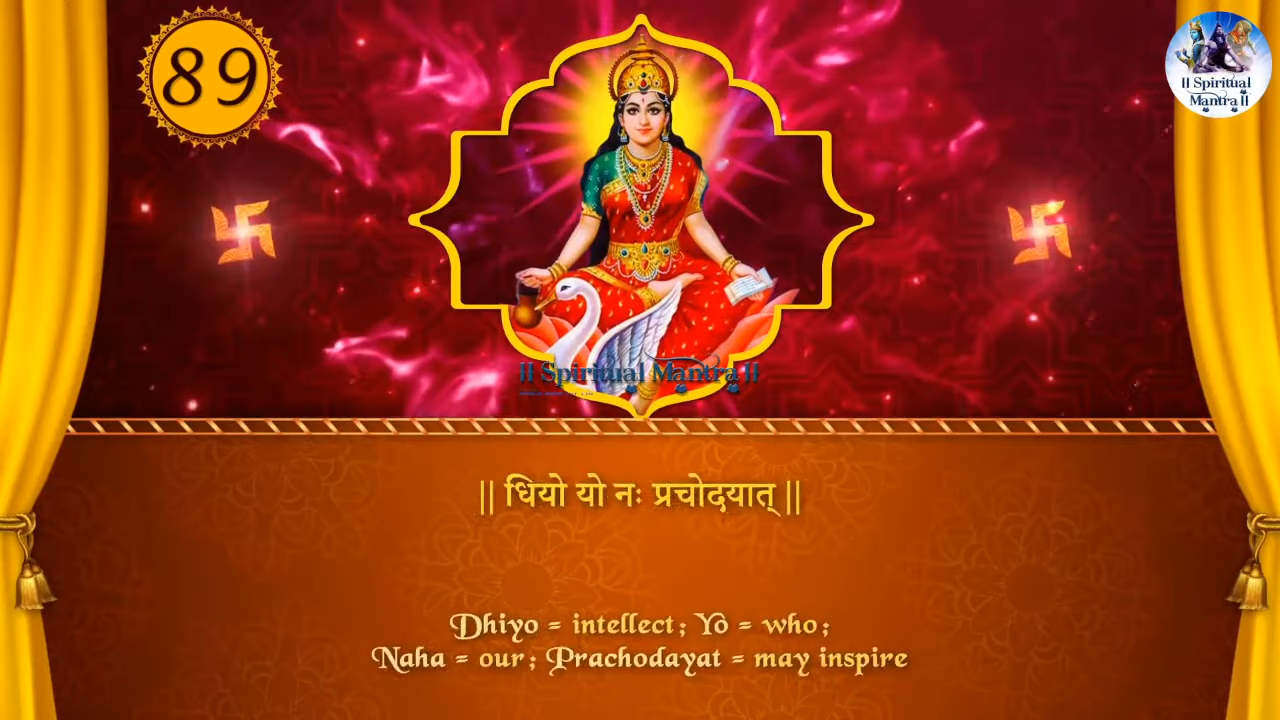 89
|| Spiritual
Mantra ||
|| Spiritual Mantra ||
|| धियो यो नः प्रचोदयात् ||
Dhiyo = intellect; Yo = who;
Naha = our; Prachodayat = may inspire